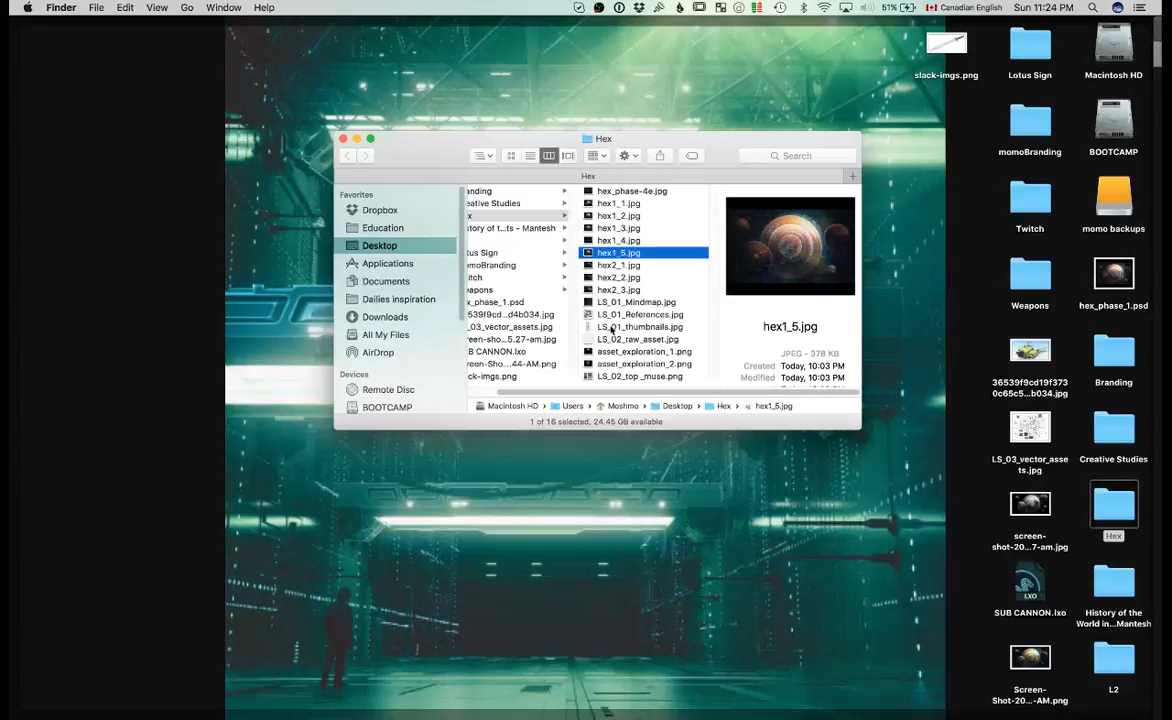 Finder File Edit View Go Window Help
51% Canadian English Sun 11:24 PM
Hex
Search
Hex
Favorites
Dropbox
Education
Desktop
Applications
Documents
Dailies inspiration
Downloads
All My Files
AirDrop
Devices
Remote Disc
BOOTCAMP
anding
eative Studies
x
story of t...ts - Mantesh
tus Sign
omoBranding
itch
eapons
x_phase_1.psd
539f9cd...d4b034.jpg
_03_vector_assets.jpg
een-sho...5.27-am.jpg
B CANNON.lxo
een-Sho...44-AM.png
ck-imgs.png
hex_phase-4e.jpg
hex1_1.jpg
hex1_2.jpg
hex1_3.jpg
hex1_4.jpg
hex1_5.jpg
hex2_1.jpg
hex2_2.jpg
hex2_3.jpg
LS_01_Mindmap.jpg
LS_01_References.jpg
LS_01_thumbnails.jpg
LS_02_raw_asset.jpg
asset_exploration_1.png
asset_exploration_2.png
LS_02_top _muse.png
hex1_5.jpg
JPEG - 378 KB
Created Today, 10:03 PM
Modified Today, 10:03 PM
Macintosh HD Users Moshmo Desktop Hex hex1_5.jpg
1 of 16 selected, 24.45 GB available
slack-imgs.png
Lotus Sign
Macintosh HD
momoBranding
BOOTCAMP
Twitch
momo backups
Weapons
hex_phase_1.psd
36539f9cd19f373
0c65c5...b034.jpg
Branding
LS_03_vector_asse
ts.jpg
Creative Studies
screen-
shot-20...7-am.jpg
Hex
LXO
SUB CANNON.lxo
History of the
World in...Mantesh
Screen-
Shot-20...-AM.png
L2